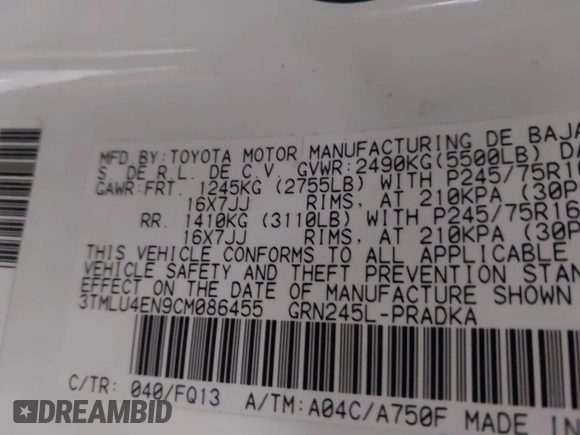 MFD BY:TOYOTA MOTOR MANUFACTURING DE BAJA
S. DE R.L. DE C.V. GVWR:2490KG(5500LB)
GAWR:FRT. 1245KG (2755LB) WITH P245/75R16
16X7JJ RIMS, AT 210KPA (30P
RR. 1410KG (3110LB) WITH P245/75R16
16X7JJ RIMS, AT 210KPA (30P
THIS VEHICLE CONFORMS TO ALL APPLICABLE
VEHICLE SAFETY AND THEFT PREVENTION STAN
EFFECT ON THE DATE OF MANUFACTURE SHOWN
3TMLU4EN9CM086455 GRN245L-PRADKA
C/TR: 040/FQ13 A/TM:A04C/A750F MADE IN
DREAMBID